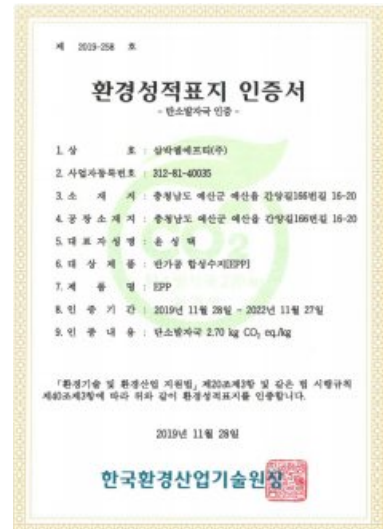 제 2019-258 호
환경성적표지 인증서
- 탄소발자국 인증 -
1. 상 호 : 삼박엘에프티(주)
2. 사업자등록번호 : 312-81-40035
3. 소 재 지 : 충청남도 예산군 예산읍 간양길166번길 16-20
4. 공 장 소 재 지 : 충청남도 예산군 예산읍 간양길166번길 16-20
5. 대 표 자 성 명 : 윤 성 택
6. 대 상 제 품 : 반가공 합성수지[EPP]
7. 제 품 명 : EPP
8. 인 증 기 간 : 2019년 11월 28일 ~ 2022년 11월 27일
9. 인 증 내 용 : 탄소발자국 2.70 kg CO₂ eq./kg
CO2
「환경기술 및 환경산업 지원법」 제20조제3항 및 같은 법 시행규칙
제40조제3항에 따라 위와 같이 환경성적표지를 인증합니다.
2019년 11월 28일
한국환경산업기술원장